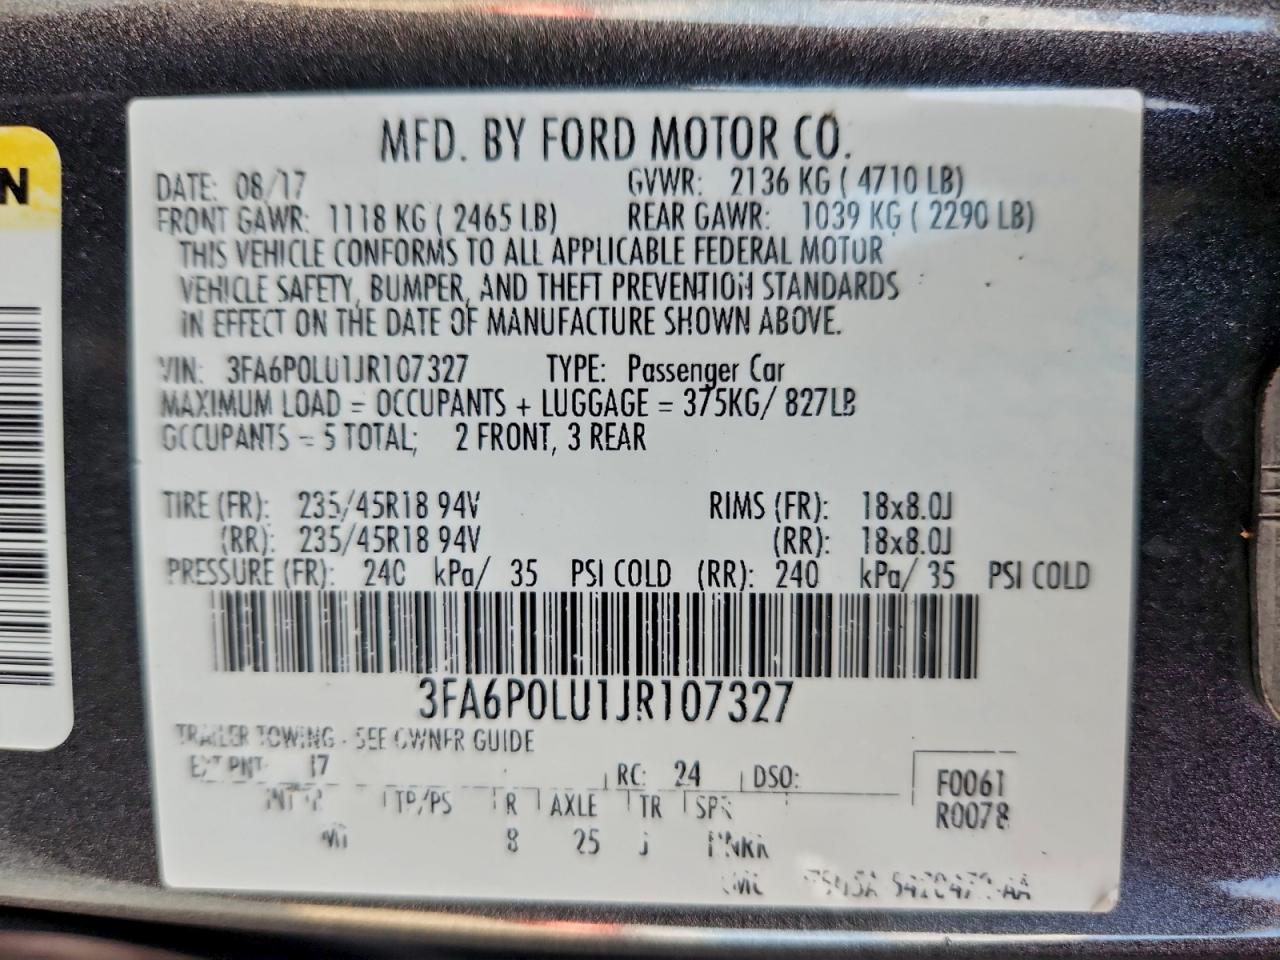 MFD. BY FORD MOTOR CO.
DATE: 08/17 GVWR: 2136 KG ( 4710 LB)
FRONT GAWR: 1118 KG ( 2465 LB) REAR GAWR: 1039 KG ( 2290 LB)
THIS VEHICLE CONFORMS TO ALL APPLICABLE FEDERAL MOTOR
VEHICLE SAFETY, BUMPER, AND THEFT PREVENTION STANDARDS
IN EFFECT ON THE DATE OF MANUFACTURE SHOWN ABOVE.
VIN: 3FA6P0LU1JR107327 TYPE: Passenger Car
MAXIMUM LOAD = OCCUPANTS + LUGGAGE = 375KG/ 827LB
OCCUPANTS = 5 TOTAL; 2 FRONT, 3 REAR
TIRE (FR): 235/45R18 94V RIMS (FR): 18x8.0J
(RR): 235/45R18 94V (RR): 18x8.0J
PRESSURE (FR): 240 kPa/ 35 PSI COLD (RR): 240 kPa/ 35 PSI COLD
3FA6P0LU1JR107327
TRAILER TOWING - SEE OWNER GUIDE
EXT PNT: RC: 24 DSO: F0061
TP/PS R AXLE TR SPR R0078
8 25 J
N